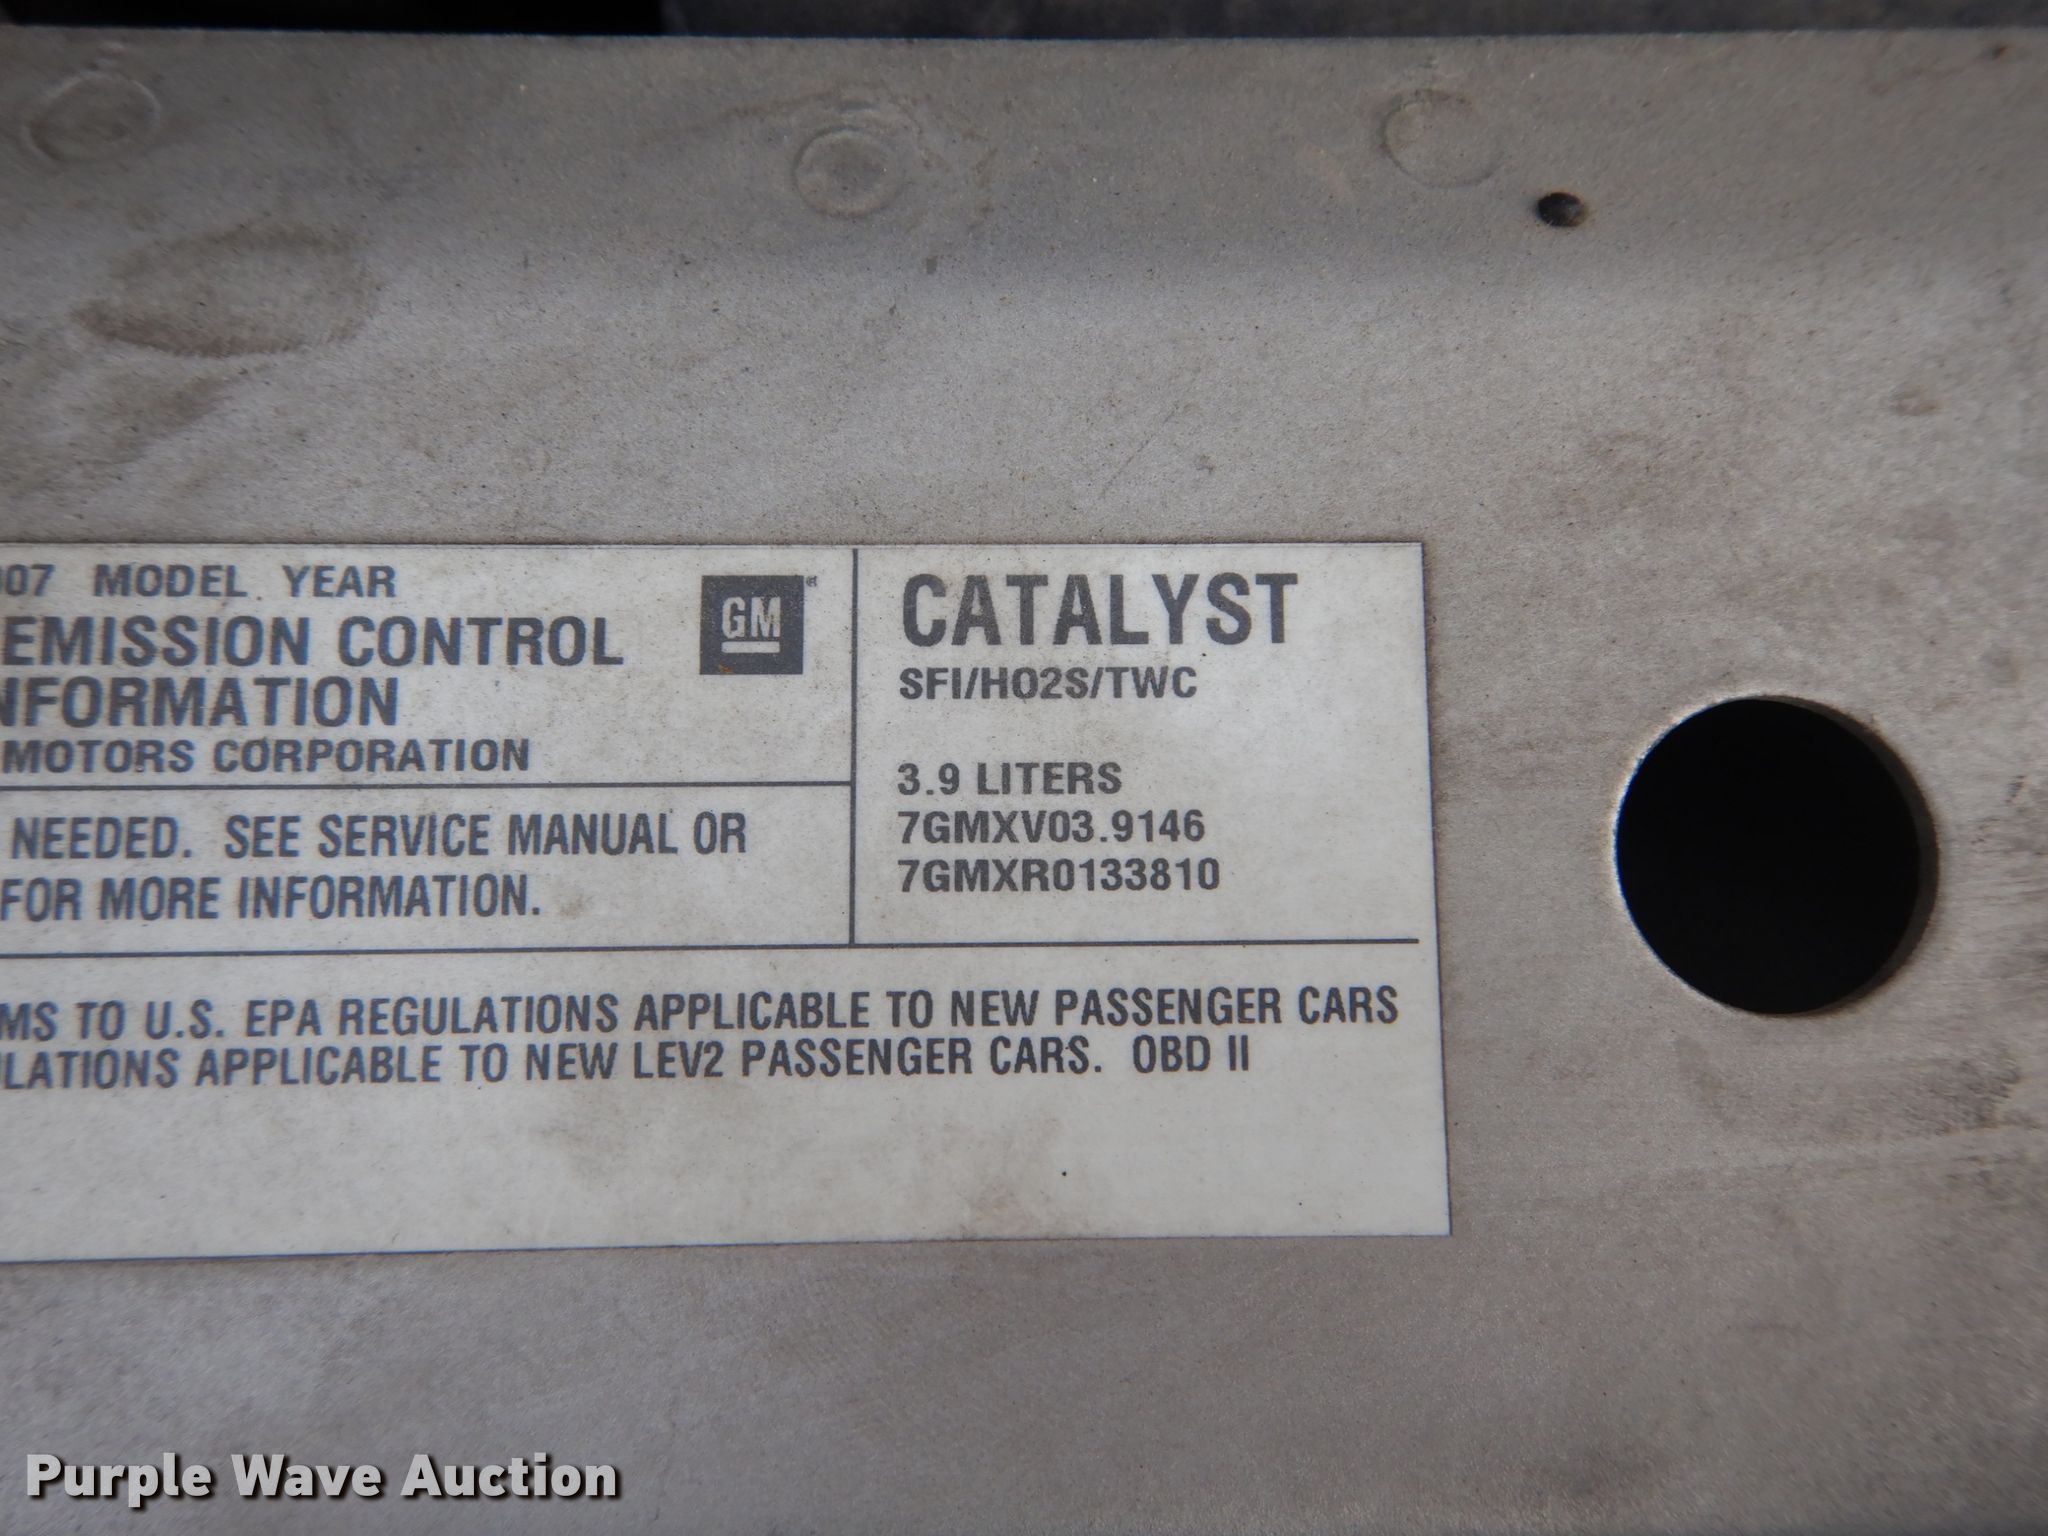 007 MODEL YEAR
EMISSION CONTROL
NFORMATION
MOTORS CORPORATION
GM
CATALYST
SFI/HO2S/TWC
3.9 LITERS
7GMXV03.9146
7GMXR0133810
NEEDED. SEE SERVICE MANUAL OR
FOR MORE INFORMATION.
MS TO U.S. EPA REGULATIONS APPLICABLE TO NEW PASSENGER CARS
ULATIONS APPLICABLE TO NEW LEV2 PASSENGER CARS. OBD II
Purple Wave Auction